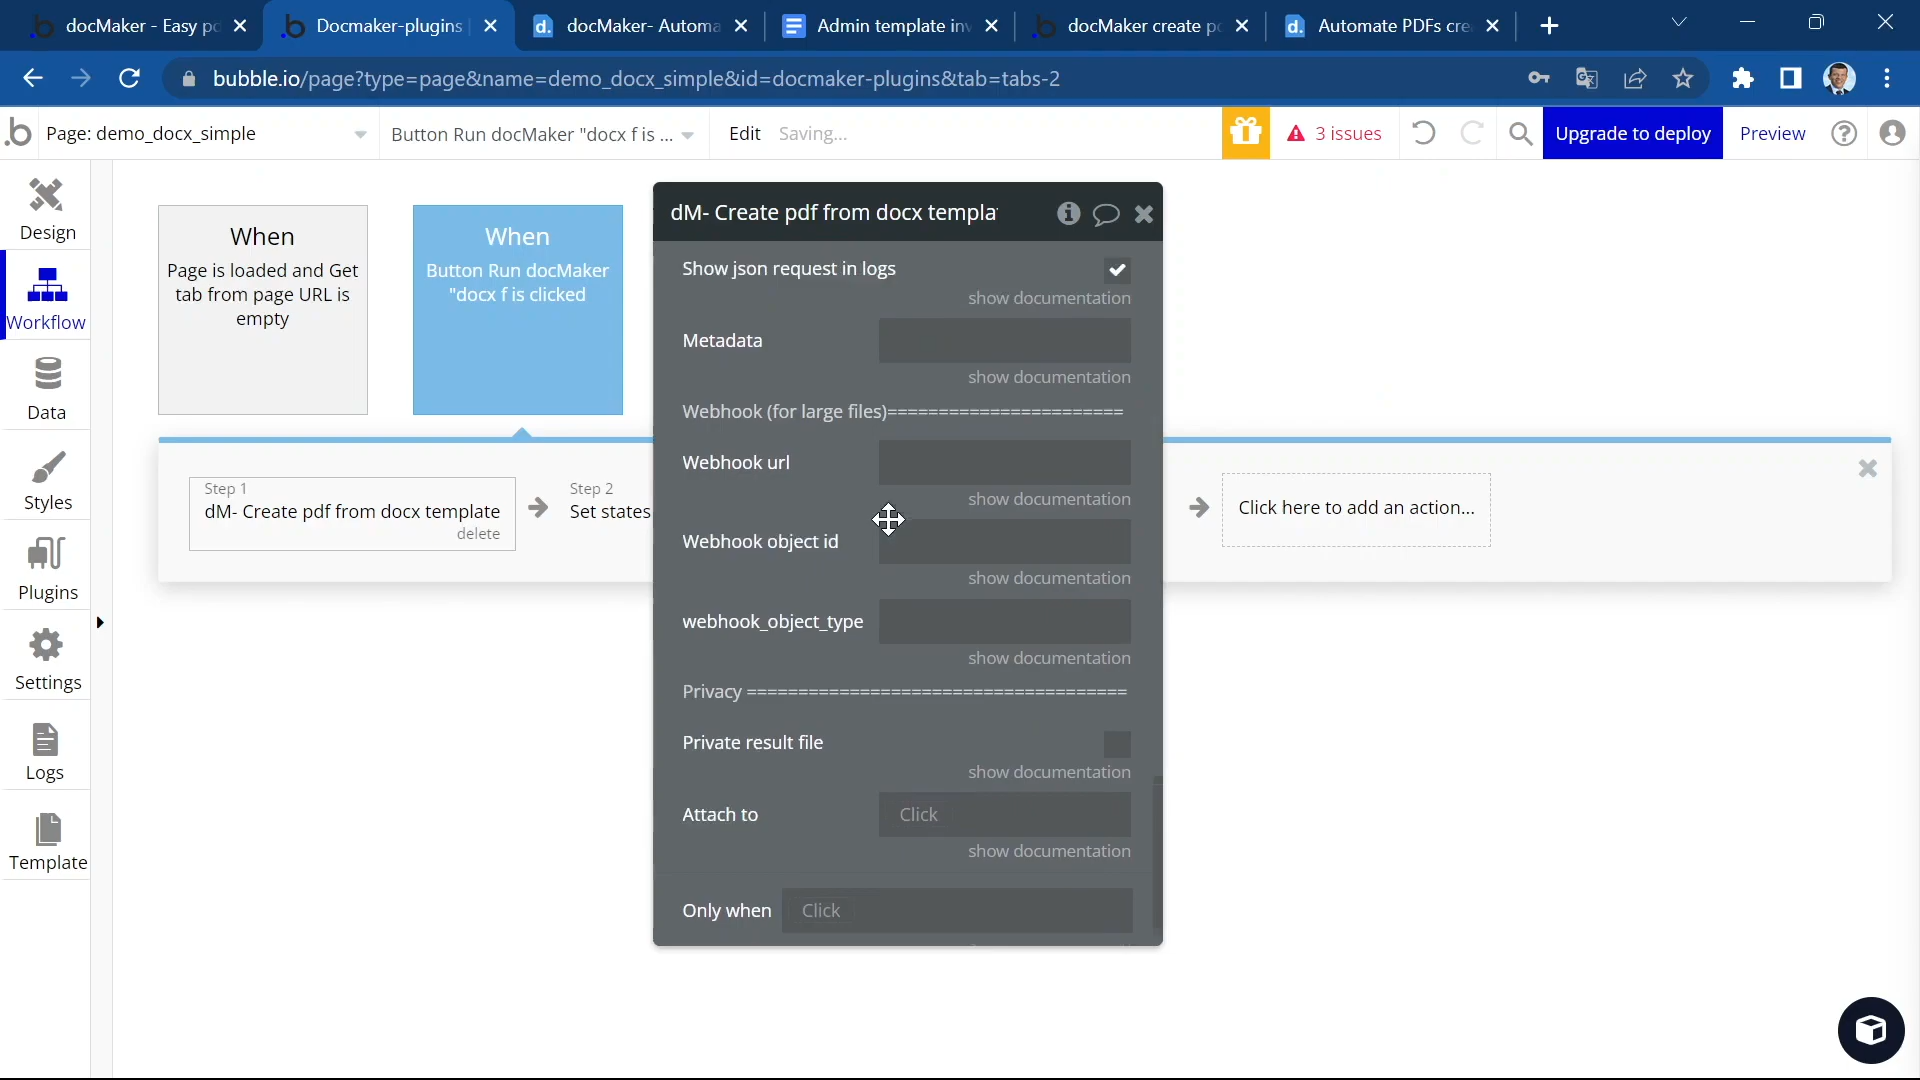 docMaker - Easy pd
Docmaker-plugins
docMaker- Automa
Admin template inv
docMaker create pd
Automate PDFs cre
bubble.io/page?type=page&name=demo_docx_simple&id=docmaker-plugins&tab=tabs-2
Page: demo_docx_simple
Button Run docMaker "docx f is ...
Edit
Saving...
3 issues
Upgrade to deploy
Preview
Design
Workflow
Data
Styles
Plugins
Settings
Logs
Template
When
Page is loaded and Get
tab from page URL is
empty
When
Button Run docMaker
"docx f is clicked
Step 1
dM- Create pdf from docx template
delete
Step 2
Set states
Click here to add an action...
dM- Create pdf from docx templa
Show json request in logs
show documentation
Metadata
show documentation
Webhook (for large files)=======================
Webhook url
show documentation
Webhook object id
show documentation
webhook_object_type
show documentation
Privacy =====================================
Private result file
show documentation
Attach to
Click
show documentation
Only when
Click